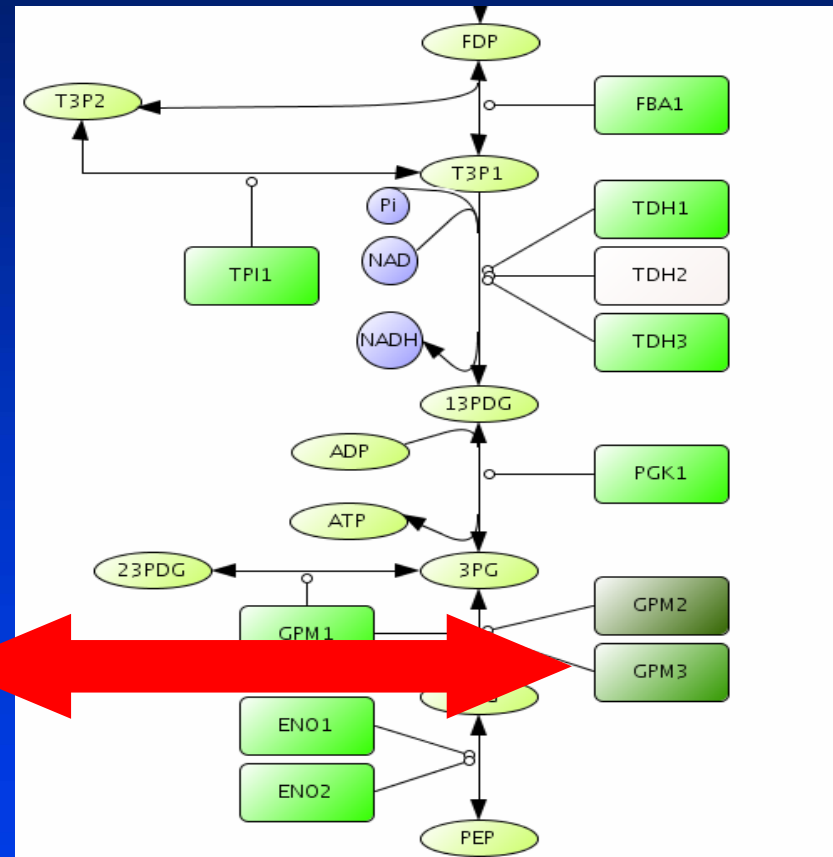 FDP
T3P2
FBA1
T3P1
Pi
TDH1
NAD
TPI1
TDH2
NADH
TDH3
13PDG
ADP
PGK1
ATP
23PDG
3PG
GPM2
GPM1
GPM3
ENO1
ENO2
PEP